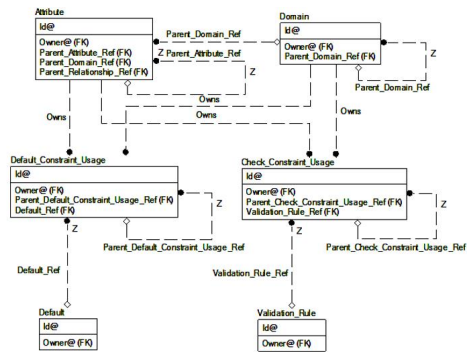 Attribute
Id@
Owner@ (FK)
Parent_Attribute_Ref (FK)
Parent_Domain_Ref (FK)
Parent_Relationship_Ref (FK)
Parent_Domain_Ref
Z
Parent_Attribute_Ref
Z
Domain
Id@
Owner@ (FK)
Parent_Domain_Ref (FK)
Z
Parent_Domain_Ref
Owns
Owns
Owns
Owns
Default_Constraint_Usage
Id@
Owner@ (FK)
Parent_Default_Constraint_Usage_Ref (FK)
Default_Ref (FK)
Z
Z
Parent_Default_Constraint_Usage_Ref
Check_Constraint_Usage
Id@
Owner@ (FK)
Parent_Check_Constraint_Usage_Ref (FK)
Validation_Rule_Ref (FK)
Z
Z
Parent_Check_Constraint_Usage_Ref
Default_Ref
Validation_Rule_Ref
Default
Id@
Owner@ (FK)
Validation_Rule
Id@
Owner@ (FK)